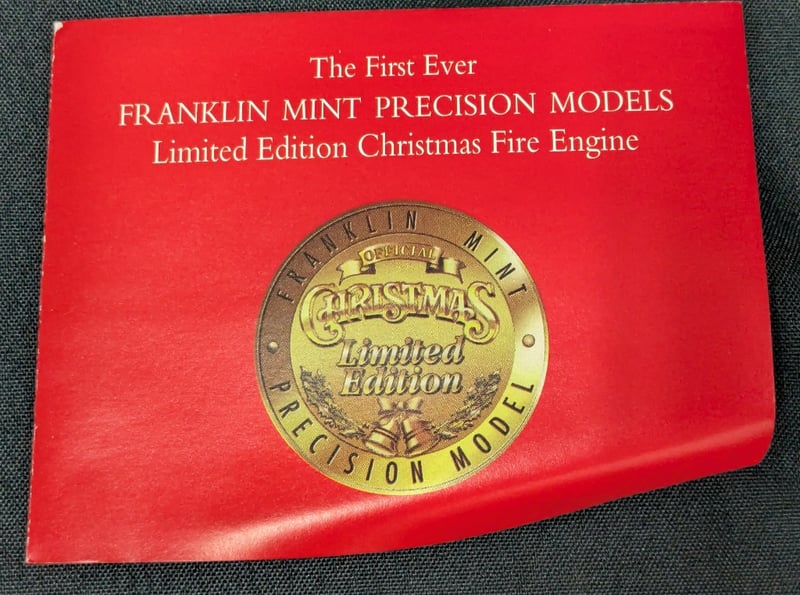 The First Ever
FRANKLIN MINT PRECISION MODELS
Limited Edition Christmas Fire Engine
FRANKLIN MINT
OFFICIAL
CHRISTMAS
Limited
Edition
PRECISION MODEL